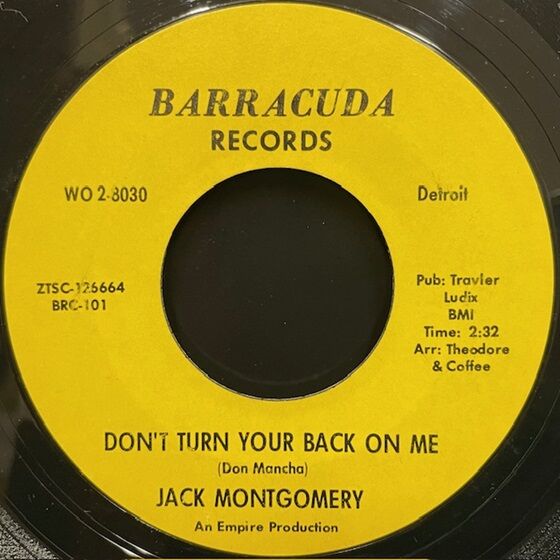 BARRACUDA
RECORDS
WO 2-8030
Detroit
ZTSC-126664
BRC-101
Pub: Travler
Ludix
BMI
Time: 2:32
Arr: Theodore
& Coffee
DON'T TURN YOUR BACK ON ME
(Don Mancha)
JACK MONTGOMERY
An Empire Production